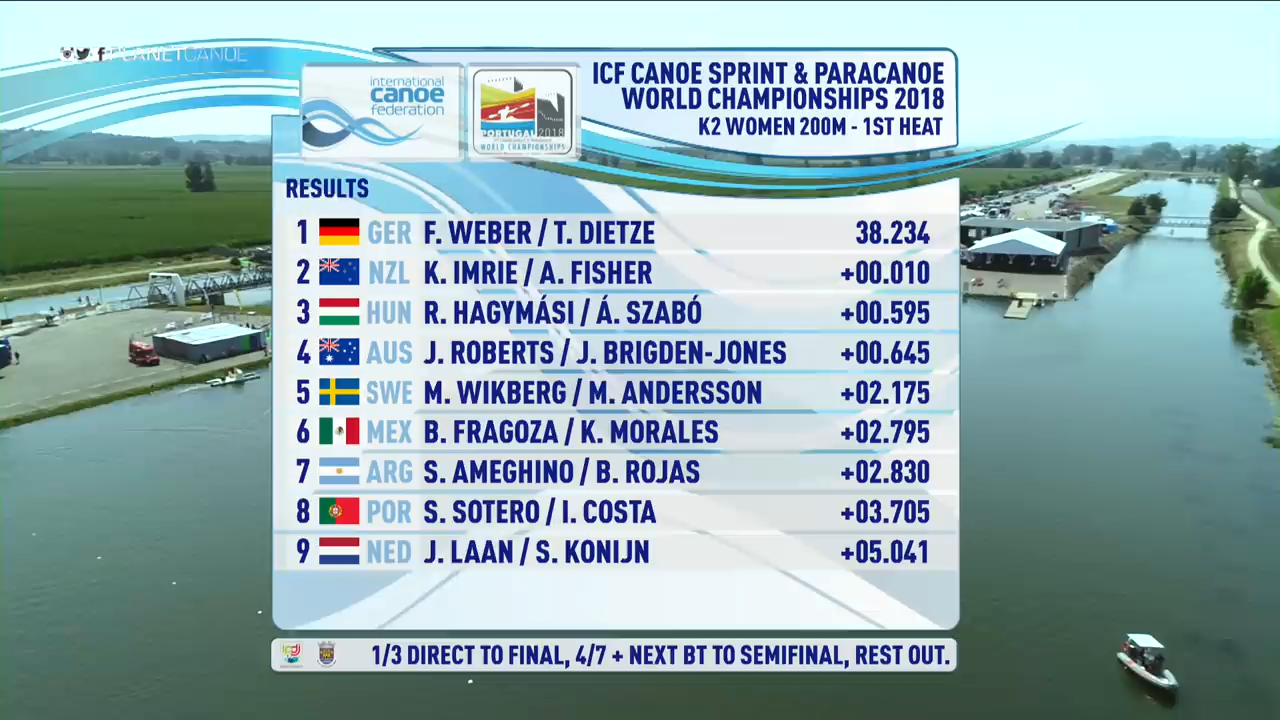 PLANETCANOE
international
canoe
federation
PORTUGAL 2018
WORLD CHAMPIONSHIPS
ICF CANOE SPRINT & PARACANOE
WORLD CHAMPIONSHIPS 2018
K2 WOMEN 200M - 1ST HEAT
RESULTS
1 GER F. WEBER / T. DIETZE 38.234
2 NZL K. IMRIE / A. FISHER +00.010
3 HUN R. HAGYMÁSI / Á. SZABÓ +00.595
4 AUS J. ROBERTS / J. BRIGDEN-JONES +00.645
5 SWE M. WIKBERG / M. ANDERSSON +02.175
6 MEX B. FRAGOZA / K. MORALES +02.795
7 ARG S. AMEGHINO / B. ROJAS +02.830
8 POR S. SOTERO / I. COSTA +03.705
9 NED J. LAAN / S. KONIJN +05.041
1/3 DIRECT TO FINAL, 4/7 + NEXT BT TO SEMIFINAL, REST OUT.